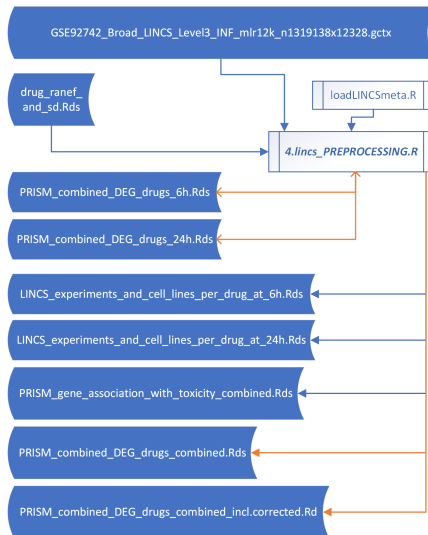 GSE92742_Broad_LINCS_Level3_INF_mlr12k_n1319138x12328.gctx
drug_ranef_
and_sd.Rds
loadLINCSmeta.R
4.lincs_PREPROCESSING.R
PRISM_combined_DEG_drugs_6h.Rds
PRISM_combined_DEG_drugs_24h.Rds
LINCS_experiments_and_cell_lines_per_drug_at_6h.Rds
LINCS_experiments_and_cell_lines_per_drug_at_24h.Rds
PRISM_gene_association_with_toxicity_combined.Rds
PRISM_combined_DEG_drugs_combined.Rds
PRISM_combined_DEG_drugs_combined_incl.corrected.Rd